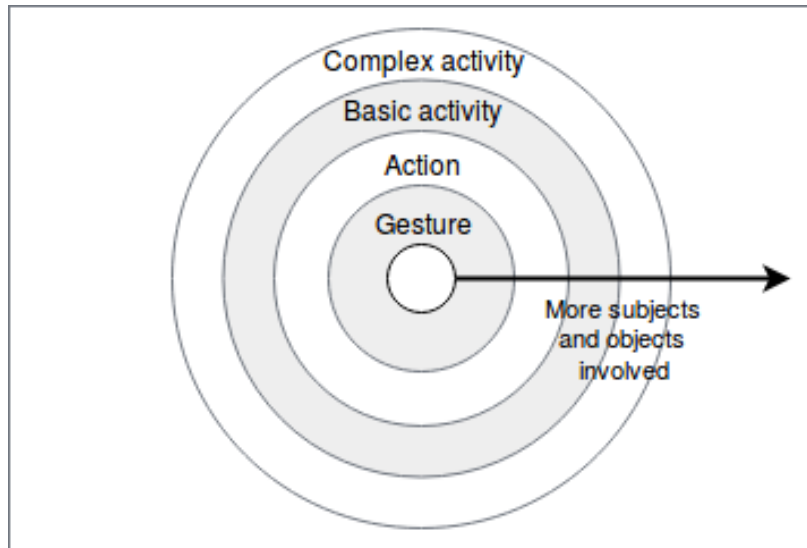 Complex activity
Basic activity
Action
Gesture
More subjects
and objects
involved